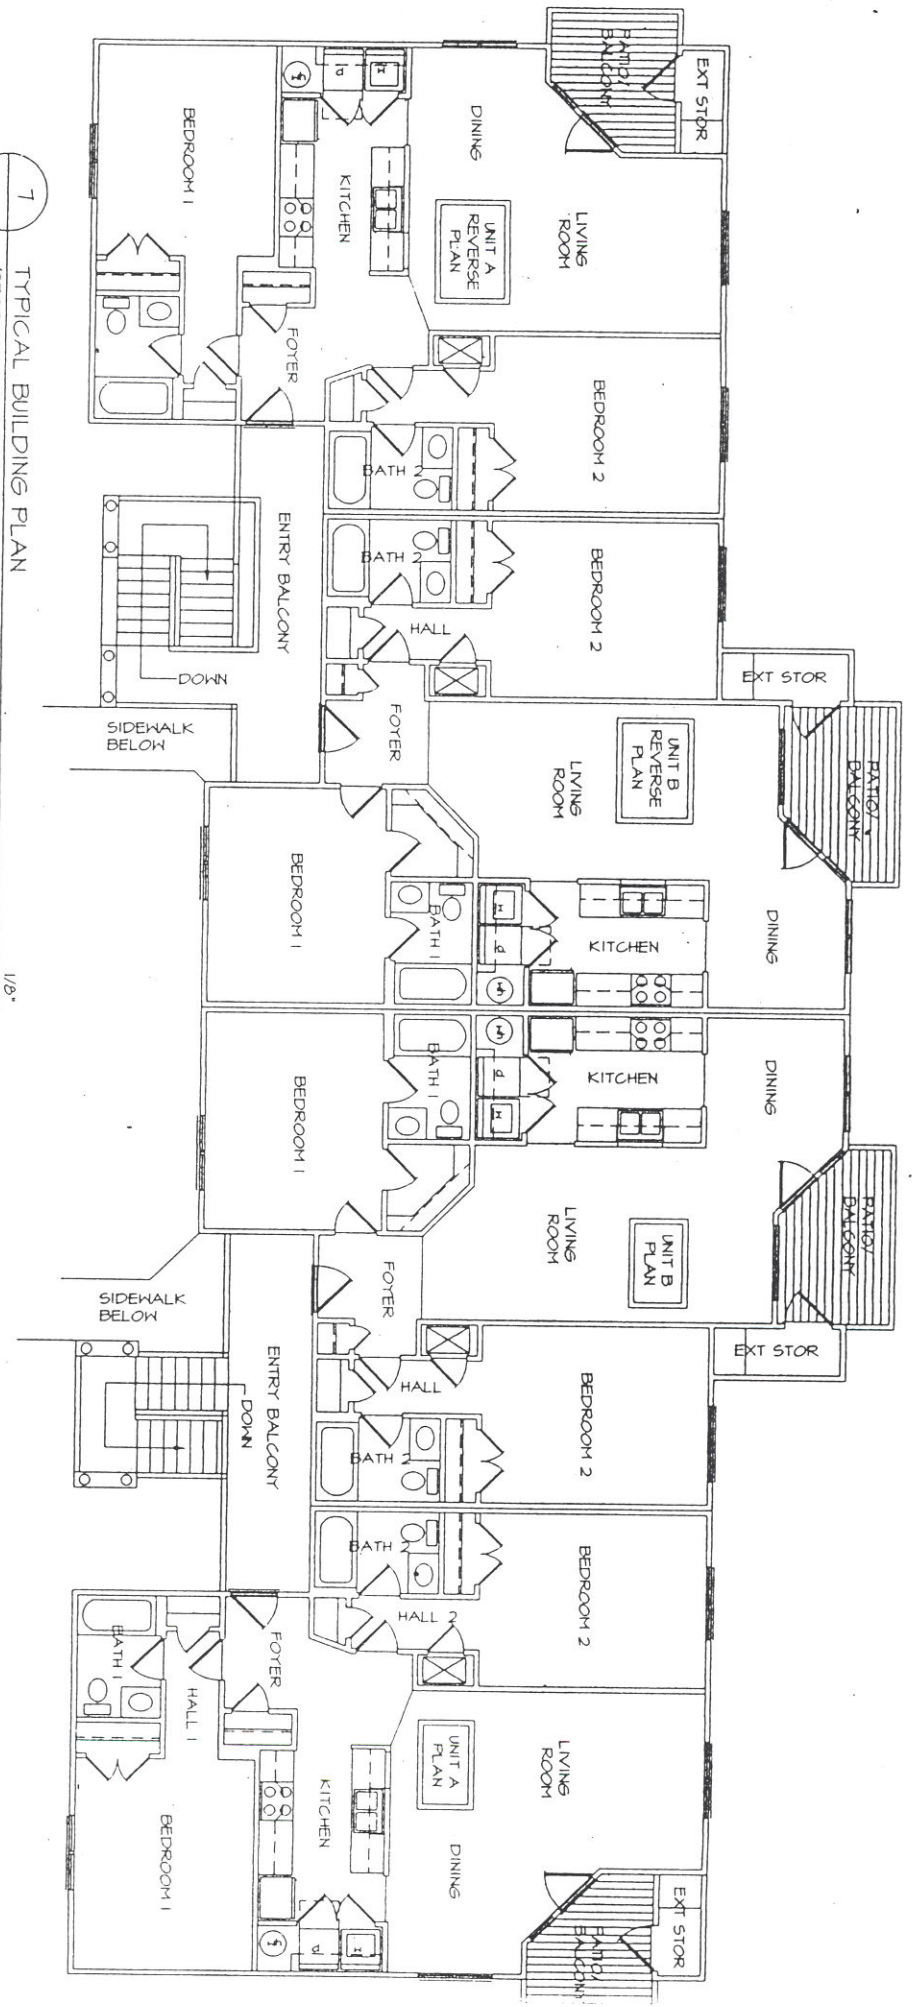 PATIO/
BALCONY
EXT STOR
DINING
LIVING
ROOM
UNIT A
REVERSE
PLAN
KITCHEN
BEDROOM 1
FOYER
BEDROOM 2
BATH 2
ENTRY BALCONY
DOWN
SIDEWALK
BELOW
BATH 2
BEDROOM 2
HALL
FOYER
EXT STOR
PATIO/
BALCONY
UNIT B
REVERSE
PLAN
LIVING
ROOM
BEDROOM 1
BATH 1
KITCHEN
DINING
BEDROOM 1
BATH 1
KITCHEN
DINING
PATIO/
BALCONY
UNIT B
PLAN
LIVING
ROOM
FOYER
EXT STOR
SIDEWALK
BELOW
ENTRY BALCONY
DOWN
HALL
BEDROOM 2
BATH 2
BATH 2
BEDROOM 2
HALL 2
FOYER
BATH 1
HALL 1
BEDROOM 1
KITCHEN
UNIT A
PLAN
DINING
LIVING
ROOM
EXT STOR
PATIO/
BALCONY
7
TYPICAL BUILDING PLAN
1/8"